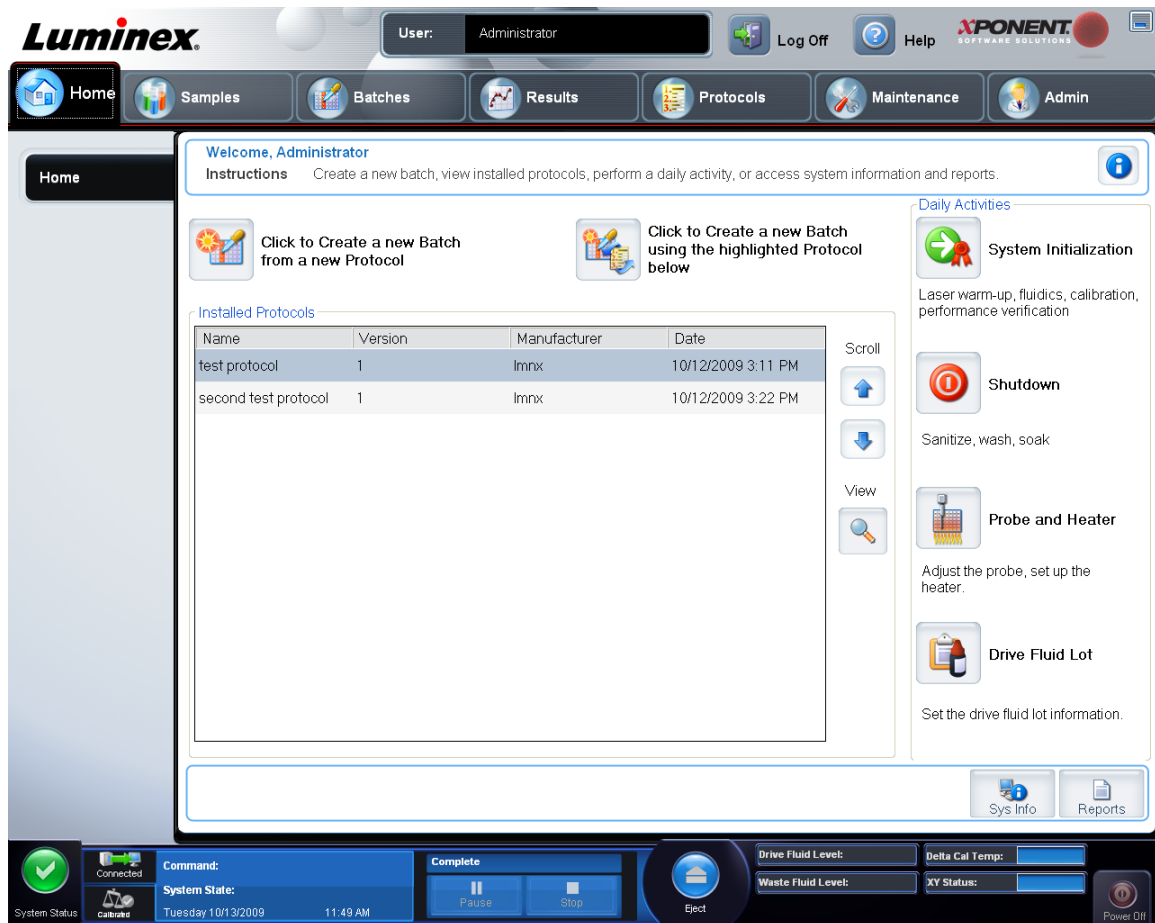 Luminex.
User: Administrator
Log Off
Help
XPONENT.
SOFTWARE SOLUTIONS
Home
Samples
Batches
Results
Protocols
Maintenance
Admin
Home
Welcome, Administrator
Instructions Create a new batch, view installed protocols, perform a daily activity, or access system information and reports.
Click to Create a new Batch
from a new Protocol
Click to Create a new Batch
using the highlighted Protocol
below
Installed Protocols
Name Version Manufacturer Date
test protocol 1 lmnx 10/12/2009 3:11 PM
second test protocol 1 lmnx 10/12/2009 3:22 PM
Scroll
View
Daily Activities
System Initialization
Laser warm-up, fluidics, calibration,
performance verification
Shutdown
Sanitize, wash, soak
Probe and Heater
Adjust the probe, set up the
heater.
Drive Fluid Lot
Set the drive fluid lot information.
Sys Info
Reports
System Status
Connected
Calibrated
Command:
System State:
Tuesday 10/13/2009 11:49 AM
Complete
Pause
Stop
Eject
Drive Fluid Level:
Waste Fluid Level:
Delta Cal Temp:
XY Status:
Power Off